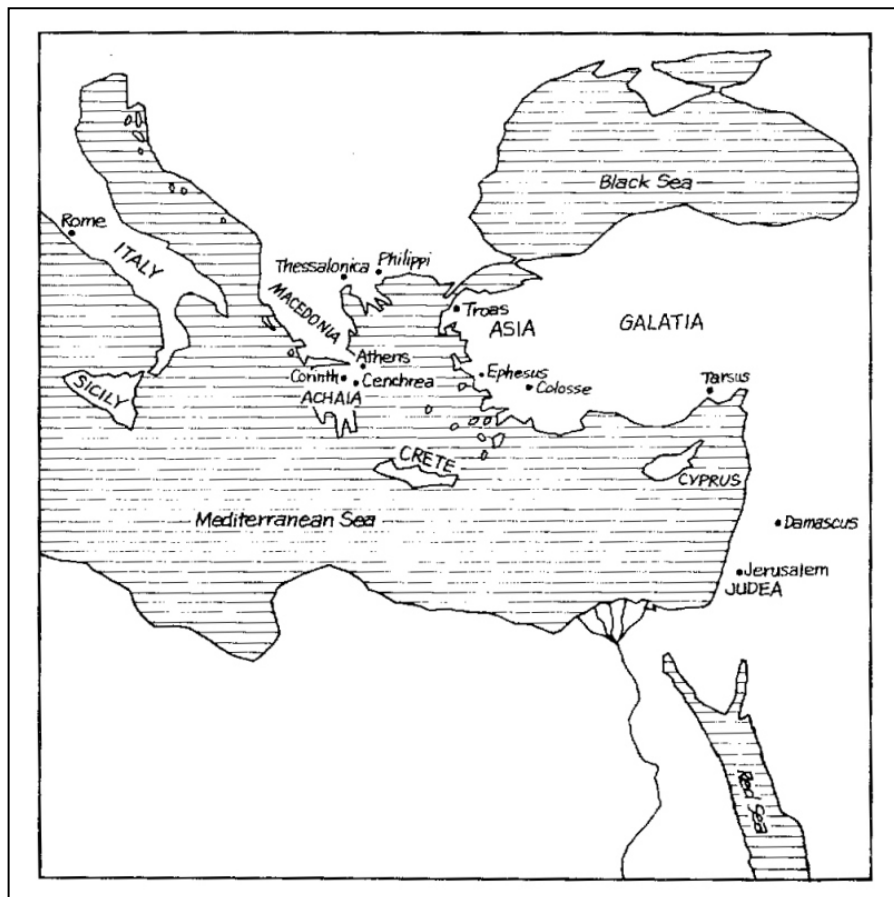 Black Sea
Rome
ITALY
Thessalonica
Philippi
MACEDONIA
Troas
ASIA
GALATIA
Athens
Corinth
Cenchrea
ACHAIA
Ephesus
Colosse
Tarsus
SICILY
CRETE
CYPRUS
Mediterranean Sea
Damascus
Jerusalem
JUDEA
Red Sea